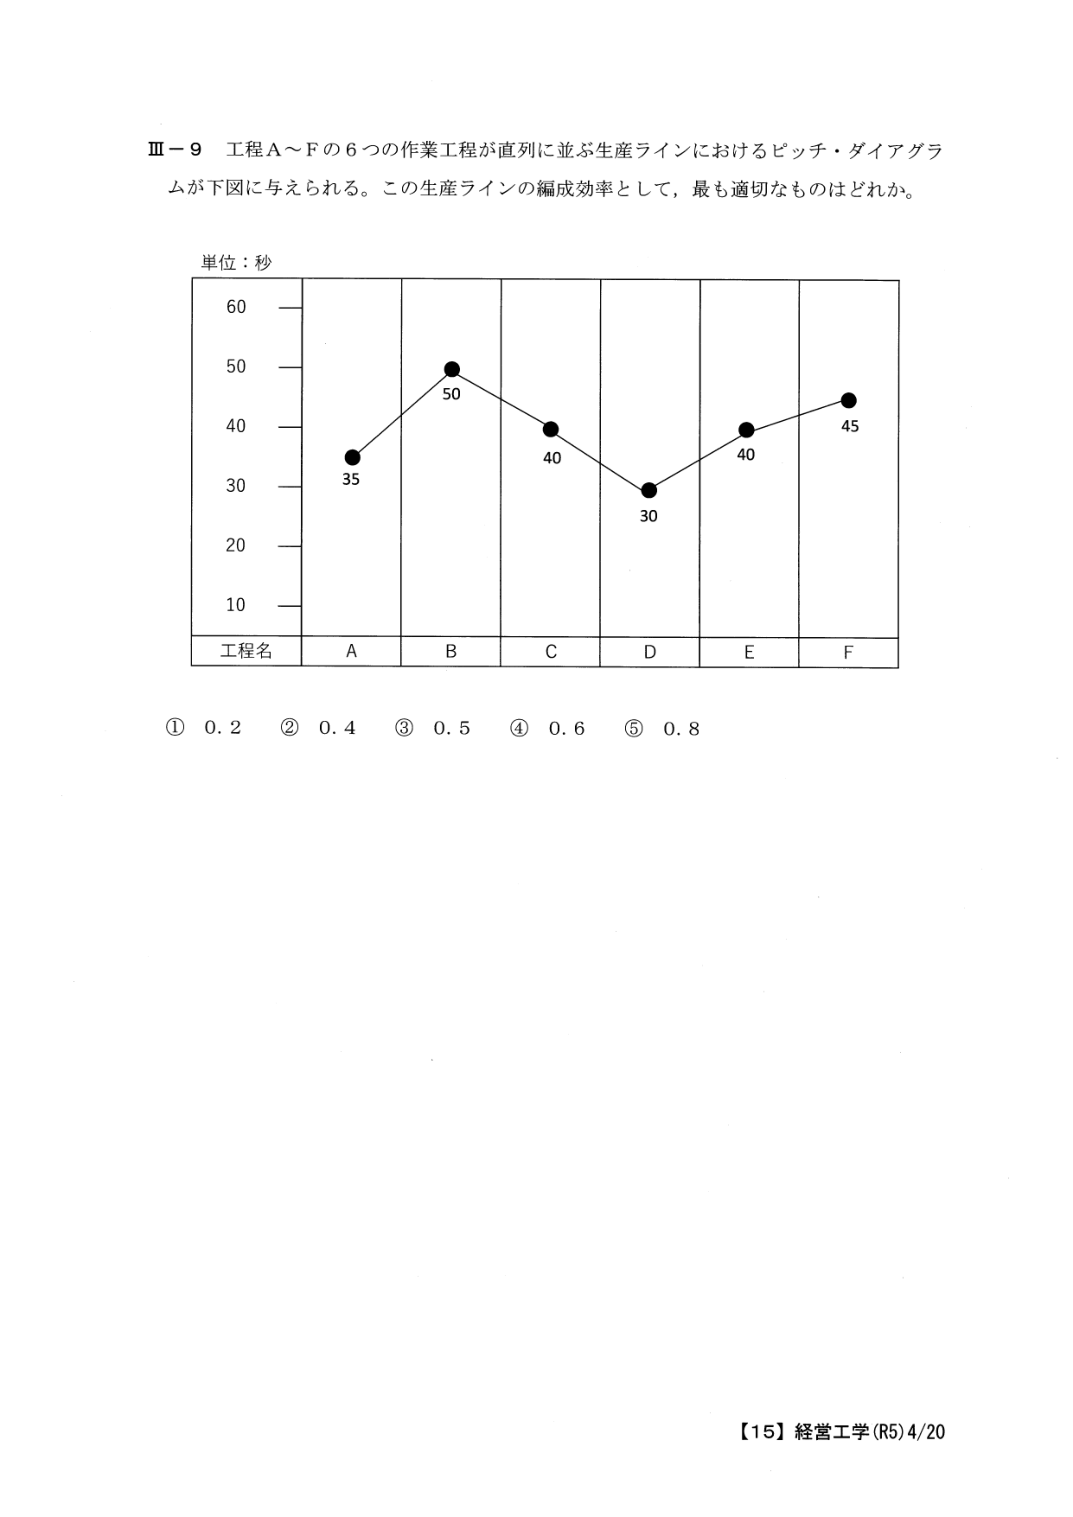 Ⅲ－９　工程Ａ～Ｆの６つの作業工程が直列に並ぶ生産ラインにおけるピッチ・ダイアグラ
ムが下図に与えられる。この生産ラインの編成効率として，最も適切なものはどれか。
単位：秒
60
50
40
30
20
10
35
50
40
30
40
45
工程名 A B C D E F
①　０．２　②　０．４　③　０．５　④　０．６　⑤　０．８
【15】経営工学(R5)4/20